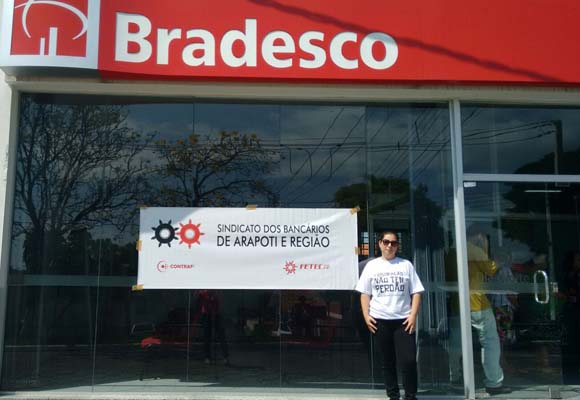 Bradesco
SINDICATO DOS BANCÁRIOS
DE ARAPOTI E REGIÃO
CONTRAF
FETEC
NÃO TEM
PERDÃO